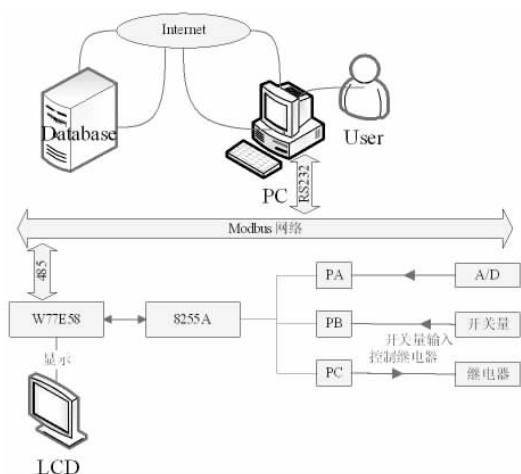 Internet
Database
User
PC
RS232
Modbus 网络
485
W77E58
8255A
PA
A/D
PB
开关量
开关量输入
控制继电器
PC
继电器
显示
LCD